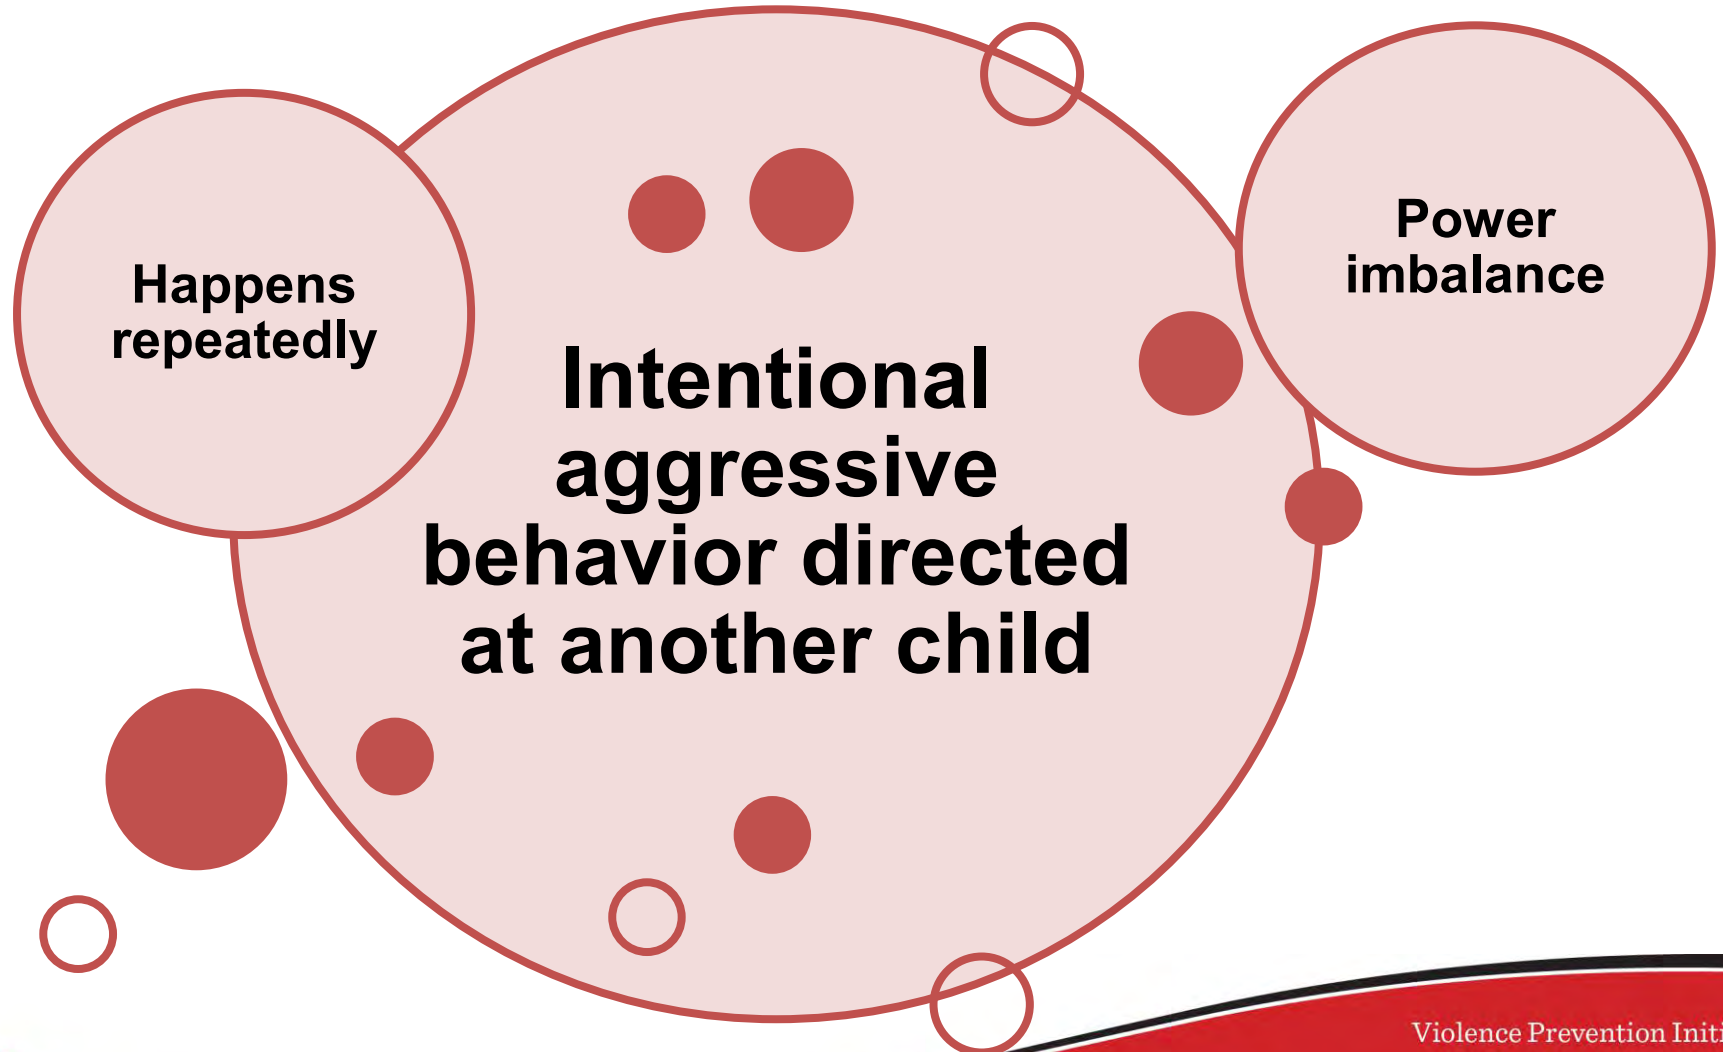 Happens
repeatedly
Intentional
aggressive
behavior directed
at another child
Power
imbalance
Violence Prevention